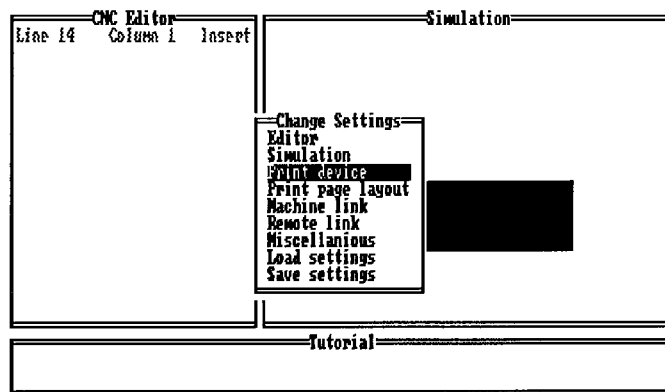 CNC Editor
Simulation
Line 14 Column 1 Insert
Change Settings
Editor
Simulation
Print device
Print page layout
Machine link
Remote link
Miscellanious
Load settings
Save settings
Tutorial